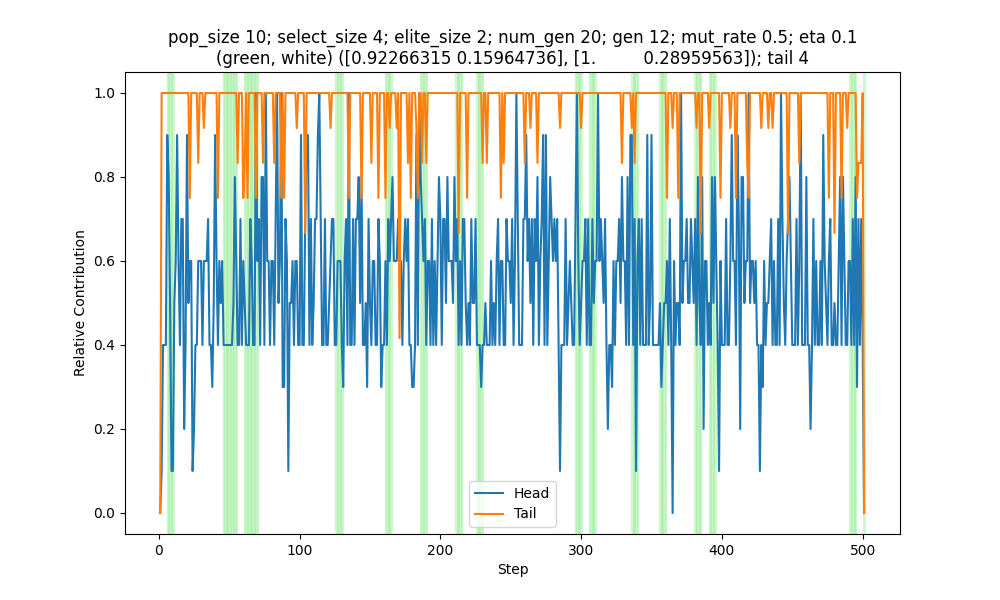 pop_size 10; select_size 4; elite_size 2; num_gen 20; gen 12; mut_rate 0.5; eta 0.1
(green, white) ([0.92266315 0.15964736], [1.         0.28959563]); tail 4
1.0
0.8
0.6
0.4
0.2
0.0
Relative Contribution
Head
Tail
0
100
200
300
400
500
Step